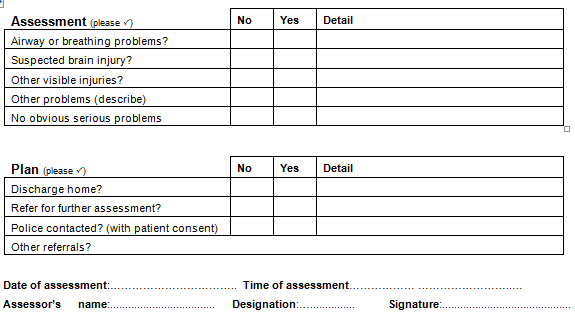 Assessment (please ✓) No Yes Detail
Airway or breathing problems?
Suspected brain injury?
Other visible injuries?
Other problems (describe)
No obvious serious problems
Plan (please ✓) No Yes Detail
Discharge home?
Refer for further assessment?
Police contacted? (with patient consent)
Other referrals?
Date of assessment:……………………………. Time of assessment……………… ……………………….
Assessor's name:................................... Designation:................... Signature:...........................................